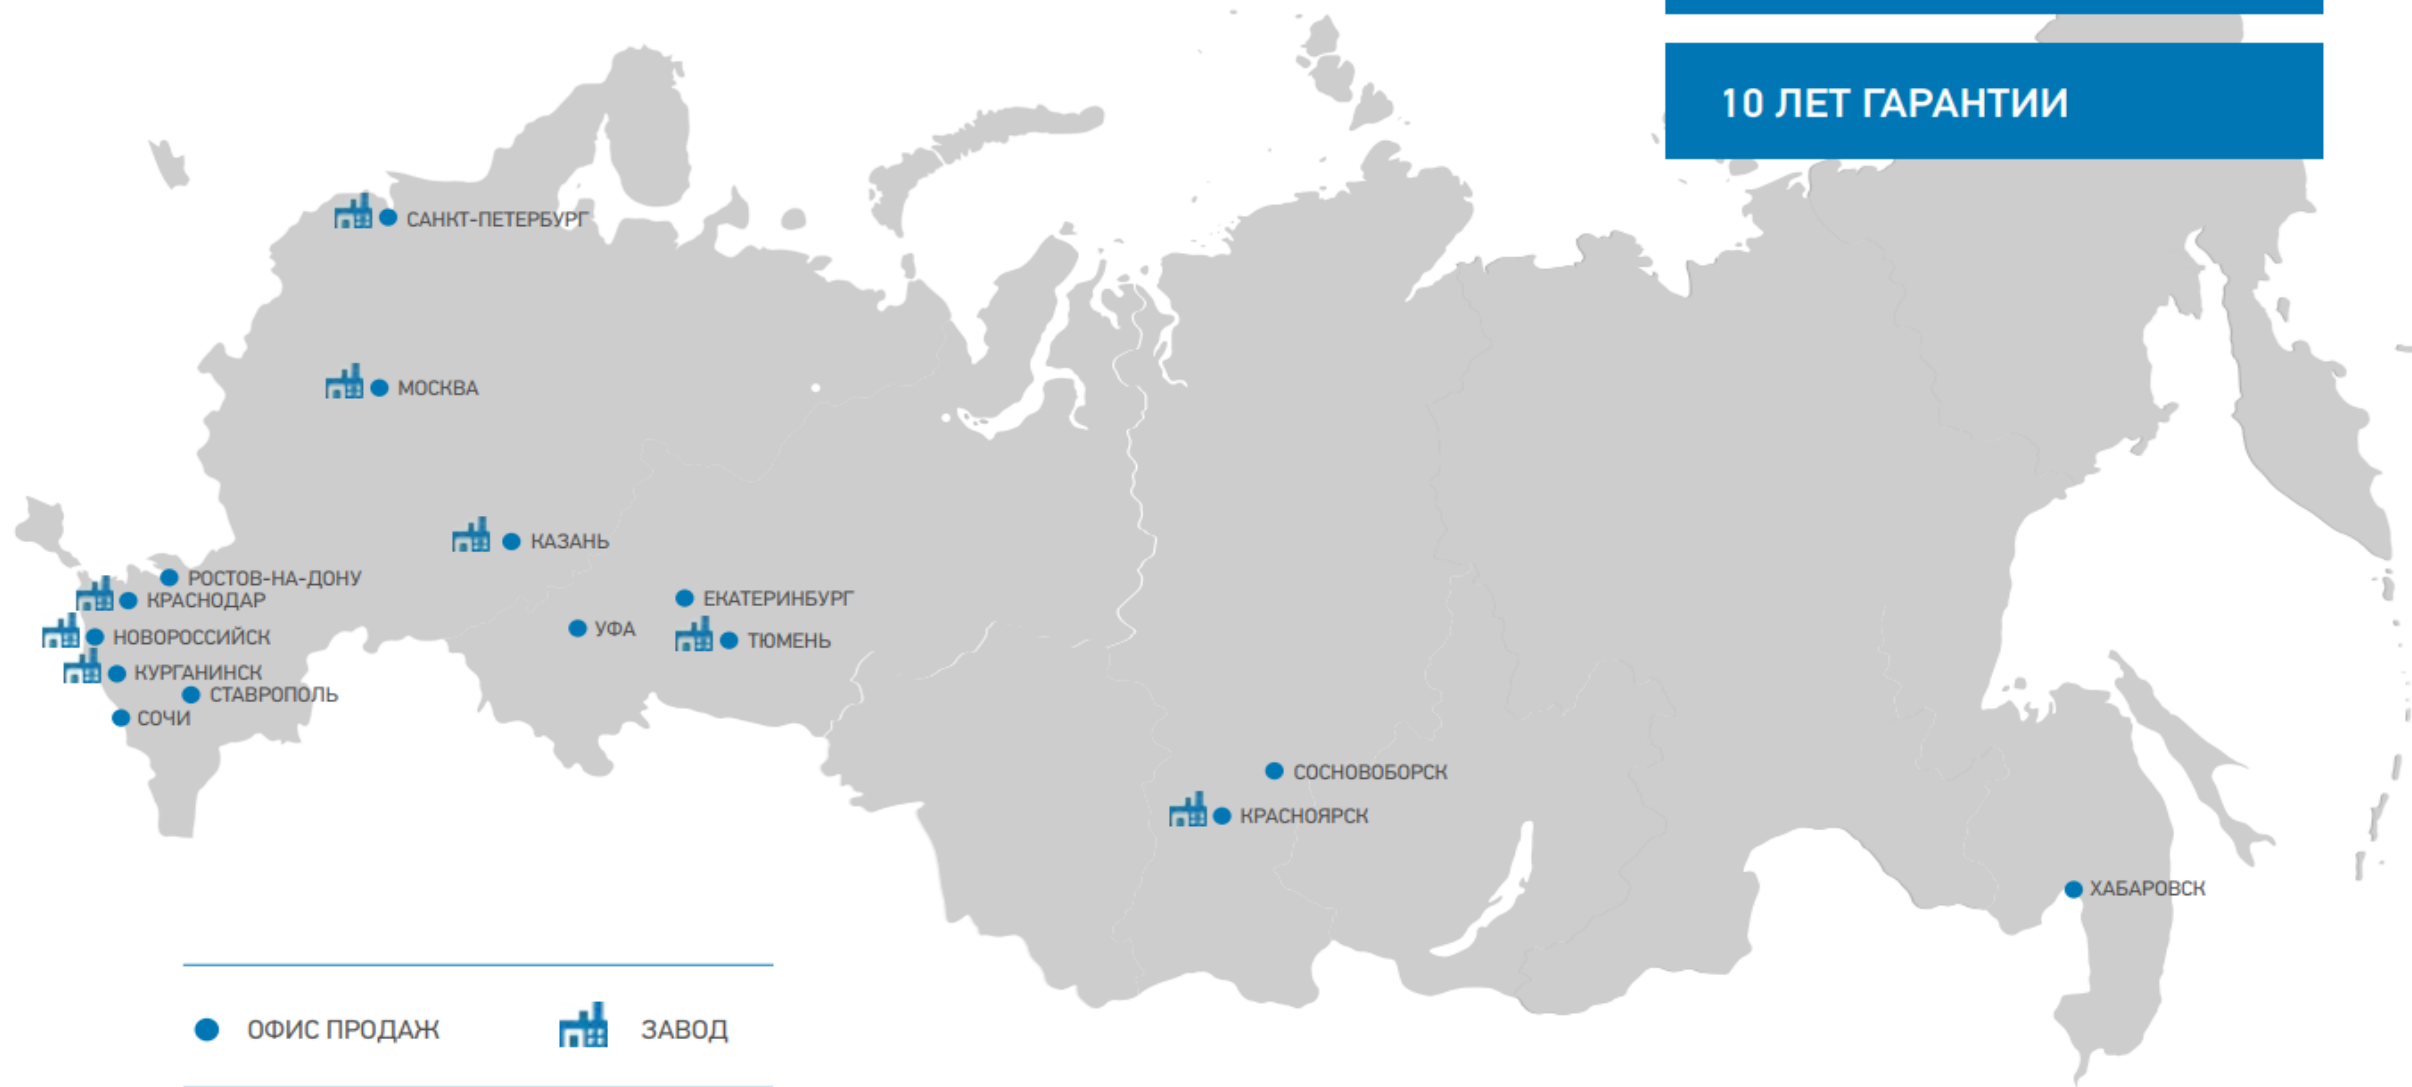 10 ЛЕТ ГАРАНТИИ
САНКТ-ПЕТЕРБУРГ
МОСКВА
КАЗАНЬ
РОСТОВ-НА-ДОНУ
КРАСНОДАР
ЕКАТЕРИНБУРГ
УФА
НОВОРОССИЙСК
ТЮМЕНЬ
КУРГАНИНСК
СТАВРОПОЛЬ
СОЧИ
СОСНОВОБОРСК
КРАСНОЯРСК
ХАБАРОВСК
ОФИС ПРОДАЖ
ЗАВОД